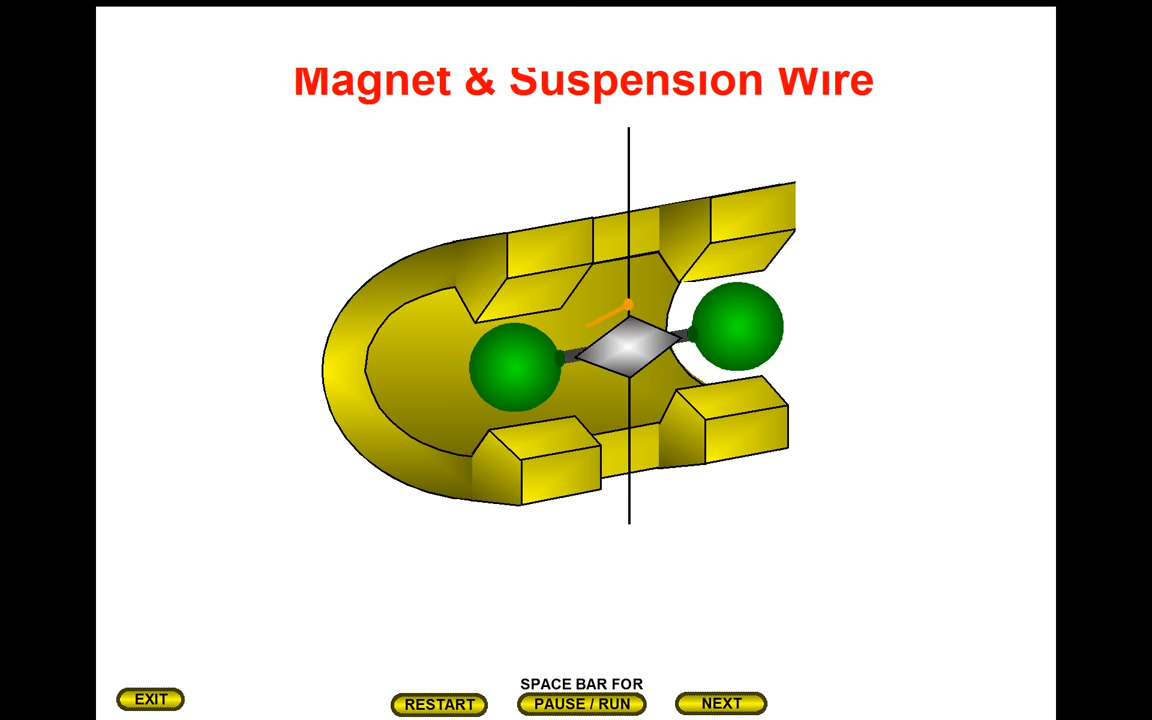 Magnet & Suspension Wire
SPACE BAR FOR
EXIT
RESTART
PAUSE / RUN
NEXT